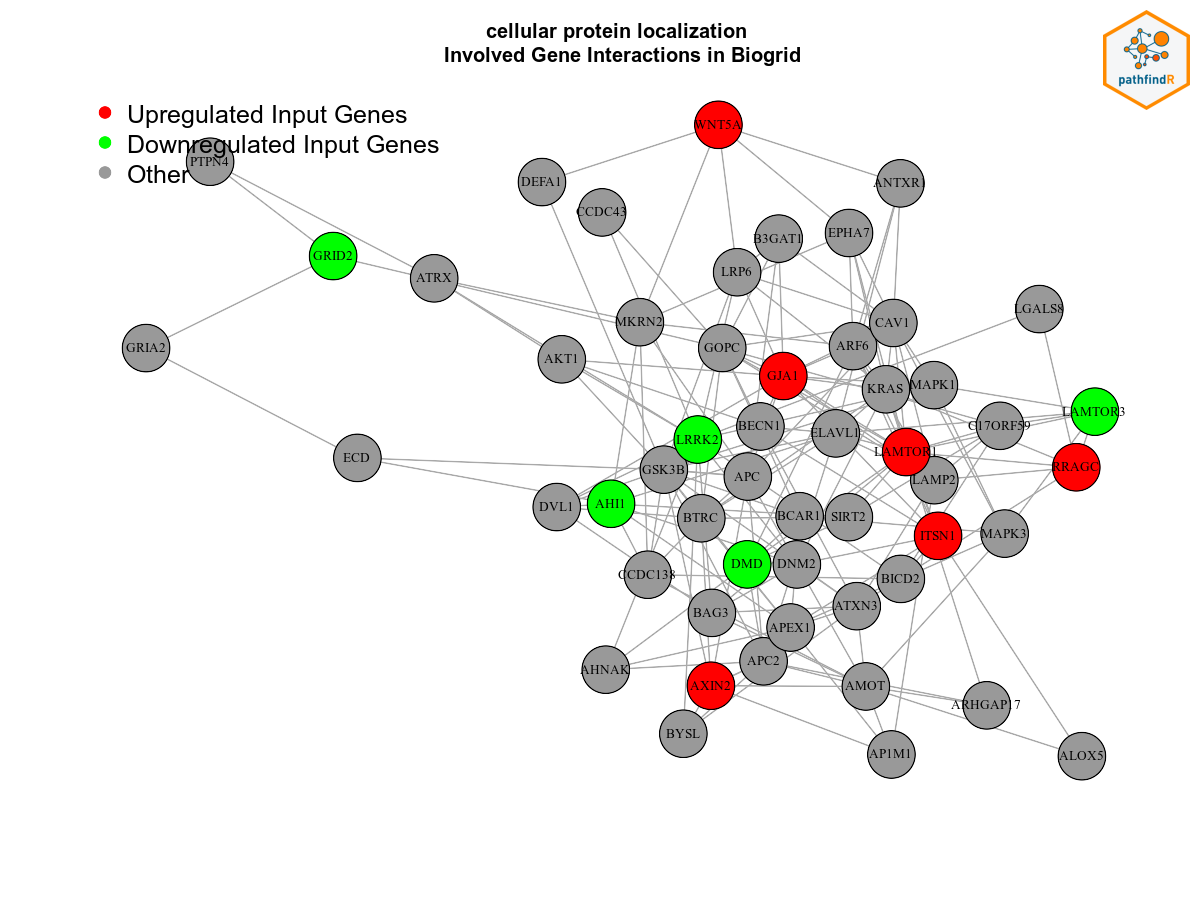 cellular protein localization
Involved Gene Interactions in Biogrid
pathfindR
Upregulated Input Genes
Downregulated Input Genes
Other
WNT5A
PTPN4
DEFA1
ANTXR1
CCDC43
EPHA7
B3GAT1
GRID2
LRP6
ATRX
LGALS8
MKRN2
CAV1
GRIA2
GOPC
ARF6
AKT1
GJA1
KRAS
MAPK1
LAMTOR3
BECN1
C17ORF59
ELAVL1
LRRK2
LAMTOR1
ECD
GSK3B
RRAGC
APC
LAMP2
AHI1
DVL1
BTRC
BCAR1
SIRT2
MAPK3
ITSN1
DMD
DNM2
CCDC138
BICD2
ATXN3
BAG3
APEX1
APC2
AHNAK
AXIN2
AMOT
ARHGAP17
BYSL
AP1M1
ALOX5